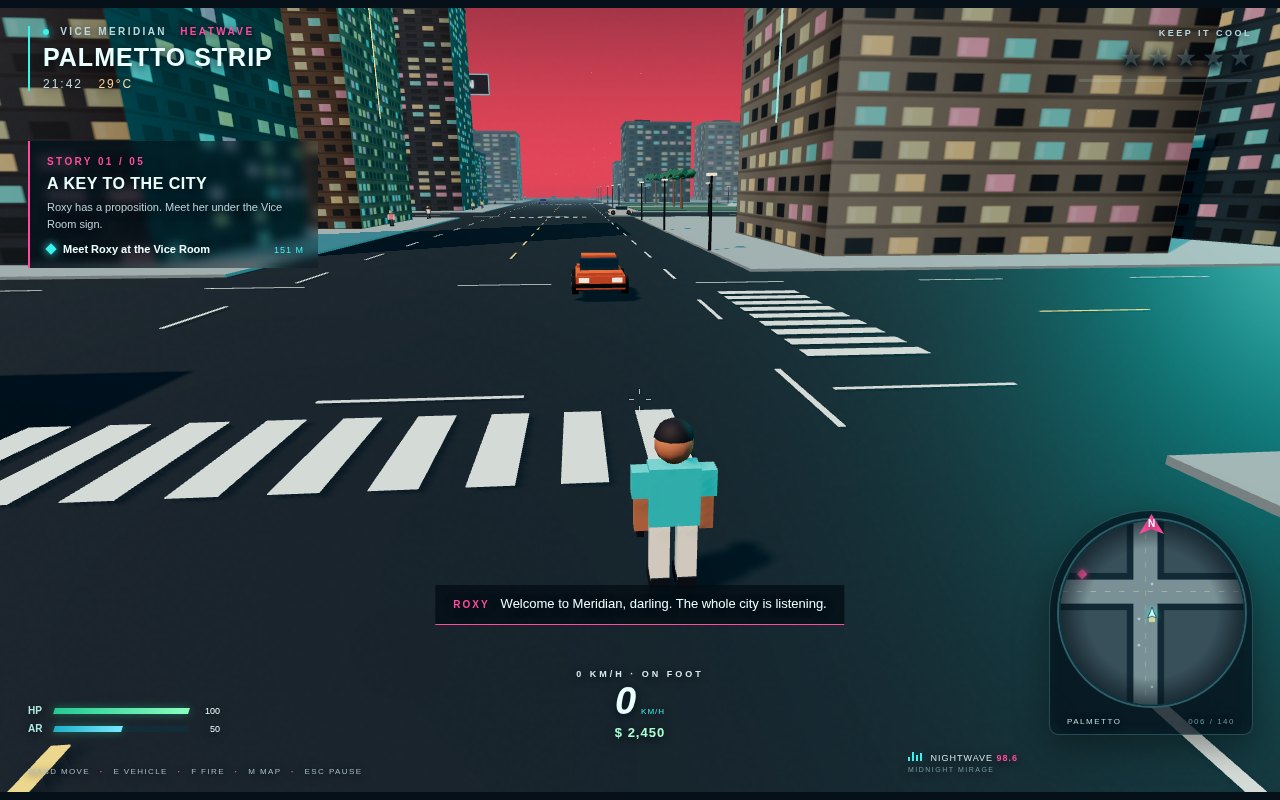 VICE MERIDIAN HEATWAVE
PALMETTO STRIP
21:42 29°C
KEEP IT COOL
STORY 01 / 05
A KEY TO THE CITY
Roxy has a proposition. Meet her under the Vice
Room sign.
Meet Roxy at the Vice Room 151 M
ROXY Welcome to Meridian, darling. The whole city is listening.
0 KM/H · ON FOOT
0 KM/H
$ 2,450
HP 100
AR 50
MOVE · E VEHICLE · F FIRE · M MAP · ESC PAUSE
N
PALMETTO 006 / 140
NIGHTWAVE 98.6
MIDNIGHT MIRAGE